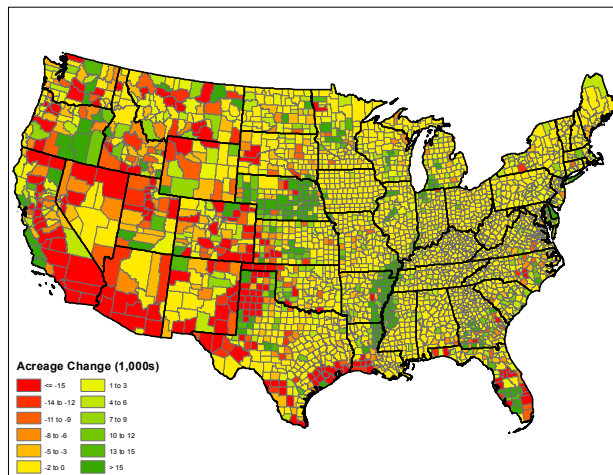 Acreage Change (1,000s)
<= -15
-14 to -12
-11 to -9
-8 to -6
-5 to -3
-2 to 0
1 to 3
4 to 6
7 to 9
10 to 12
13 to 15
> 15